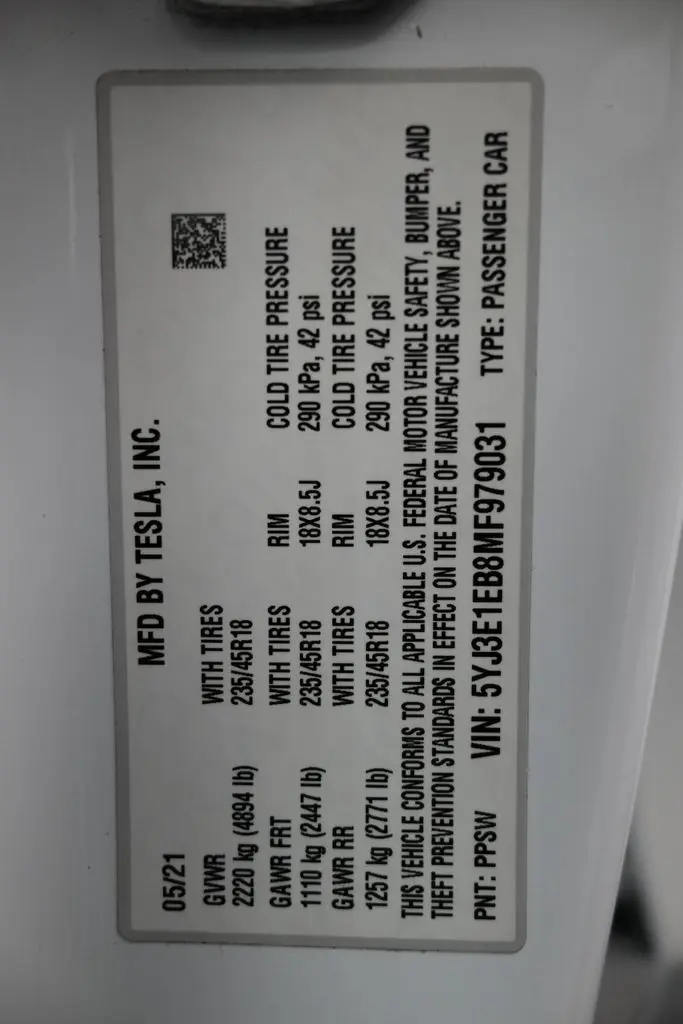 MFD BY TESLA, INC.
05/21
GVWR WITH TIRES
2220 kg (4894 lb) 235/45R18
GAWR FRT WITH TIRES RIM COLD TIRE PRESSURE
1110 kg (2447 lb) 235/45R18 18X8.5J 290 kPa, 42 psi
GAWR RR WITH TIRES RIM COLD TIRE PRESSURE
1257 kg (2771 lb) 235/45R18 18X8.5J 290 kPa, 42 psi
THIS VEHICLE CONFORMS TO ALL APPLICABLE U.S. FEDERAL MOTOR VEHICLE SAFETY, BUMPER, AND
THEFT PREVENTION STANDARDS IN EFFECT ON THE DATE OF MANUFACTURE SHOWN ABOVE.
PNT: PPSW VIN: 5YJ3E1EB8MF979031 TYPE: PASSENGER CAR